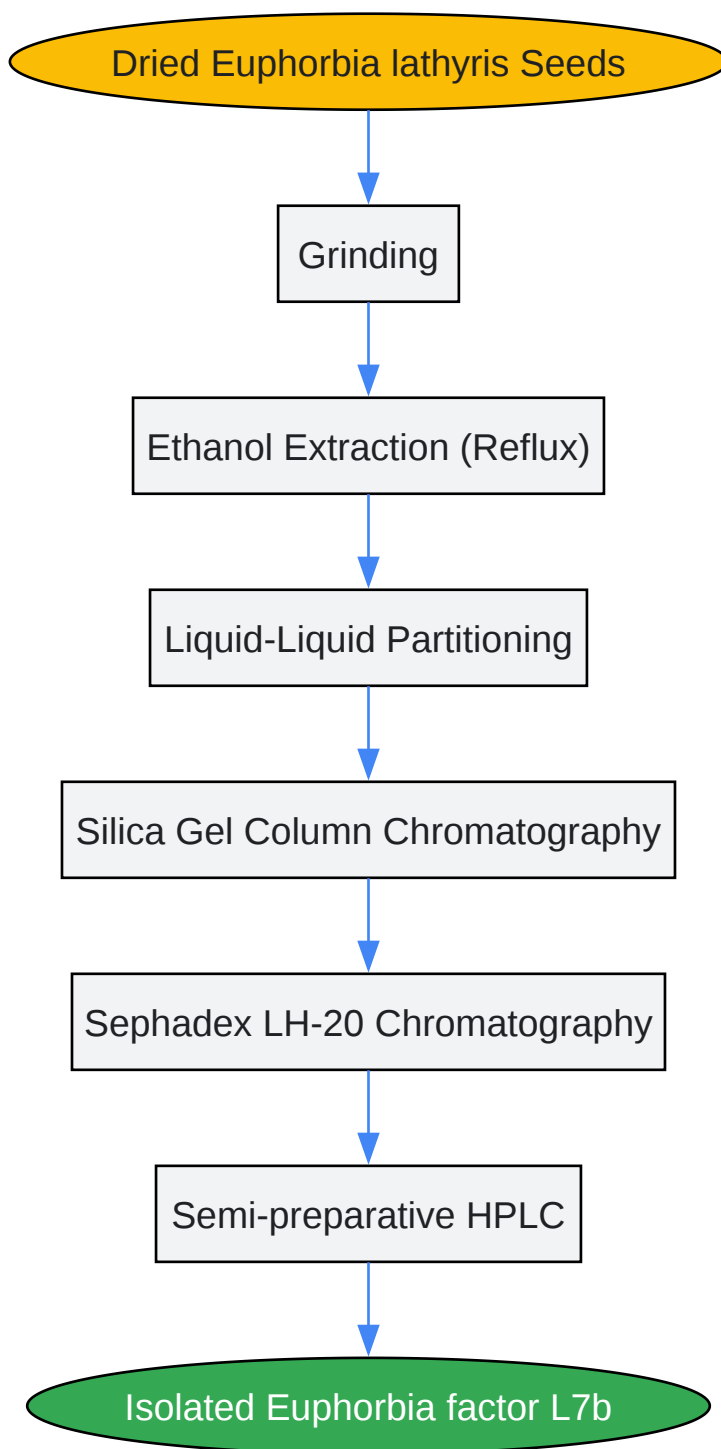 Dried Euphorbia lathyris Seeds
Grinding
Ethanol Extraction (Reflux)
Liquid-Liquid Partitioning
Silica Gel Column Chromatography
Sephadex LH-20 Chromatography
Semi-preparative HPLC
Isolated Euphorbia factor L7b